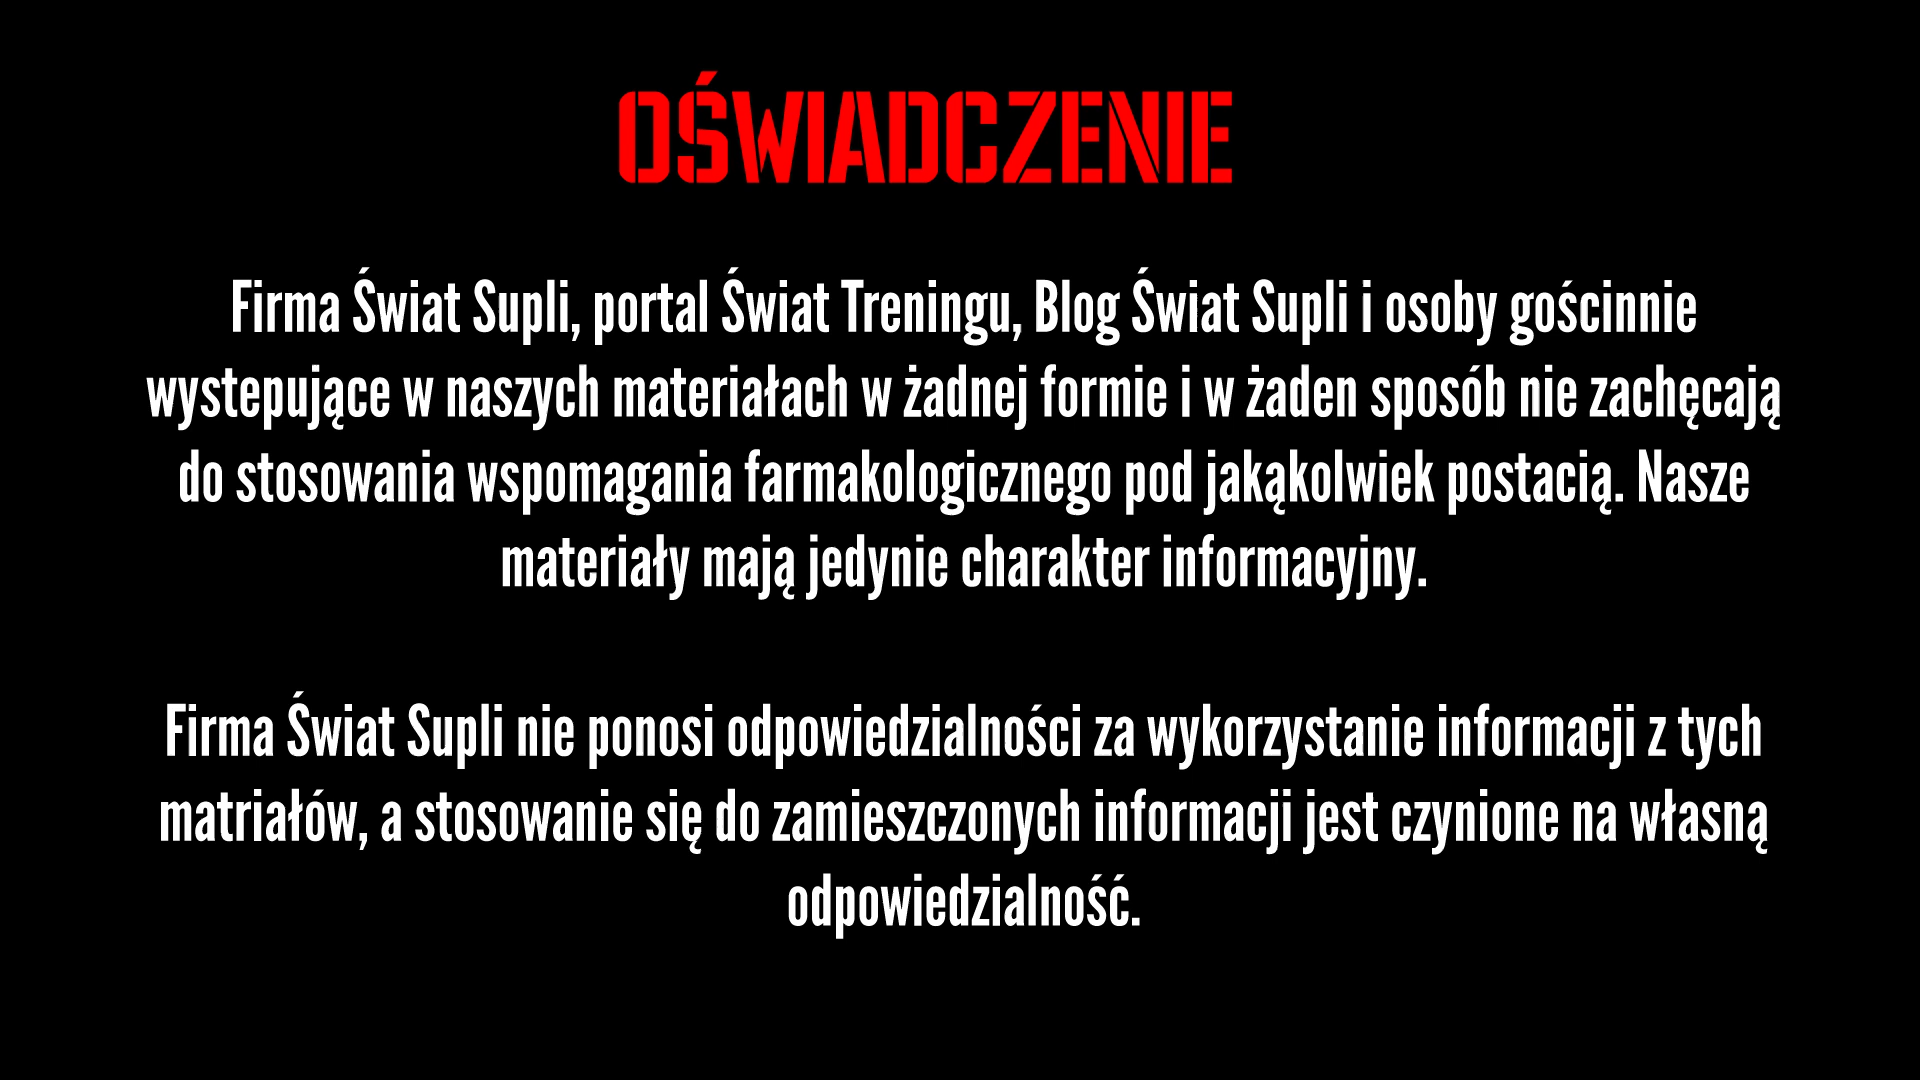 OŚWIADCZENIE
Firma Świat Supli, portal Świat Treningu, Blog Świat Supli i osoby gościnnie
wystepujące w naszych materiałach w żadnej formie i w żaden sposób nie zachęcają
do stosowania wspomagania farmakologicznego pod jakąkolwiek postacią. Nasze
materiały mają jedynie charakter informacyjny.
Firma Świat Supli nie ponosi odpowiedzialności za wykorzystanie informacji z tych
matriałów, a stosowanie się do zamieszczonych informacji jest czynione na własną
odpowiedzialność.